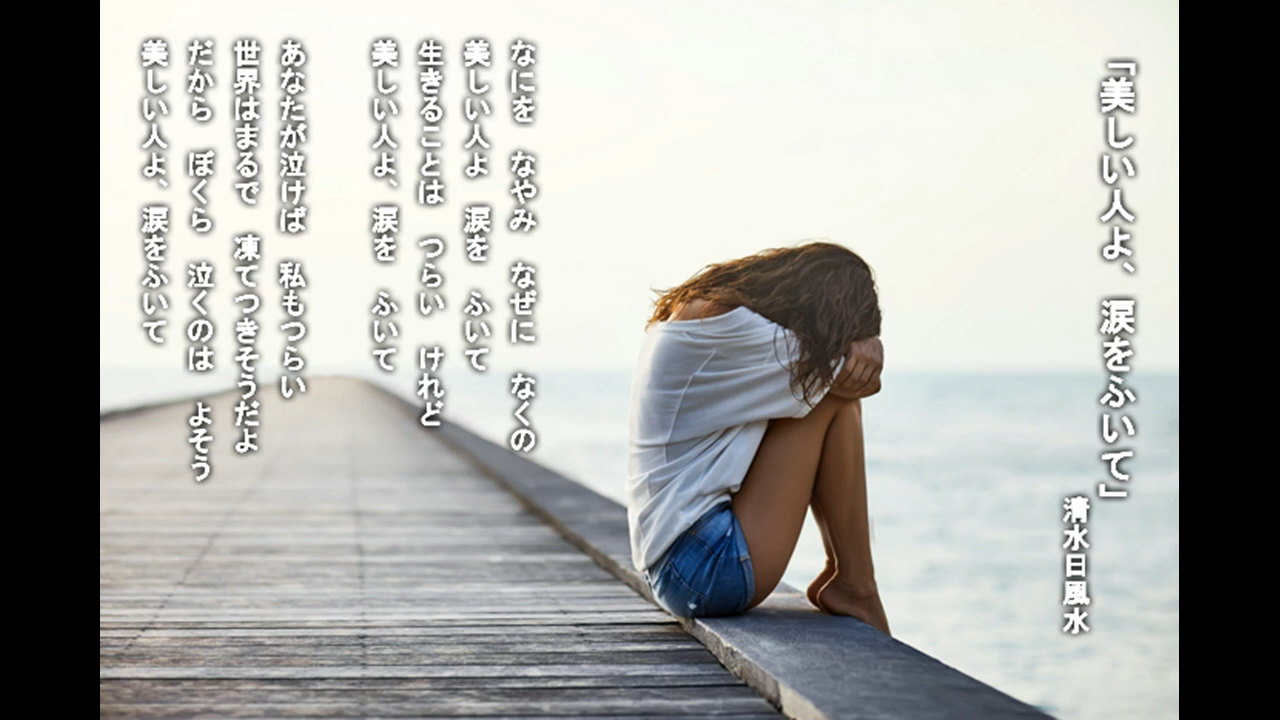 「美しい人よ、涙をふいて」
清水日風水
なにを　なやみ　なぜに　なくの
美しい人よ　涙を　ふいて
生きることは　つらい　けれど
美しい人よ、涙を　ふいて
あなたが泣けば　私もつらい
世界はまるで　凍てつきそうだよ
だから　ぼくら　泣くのは　よそう
美しい人よ、涙をふいて